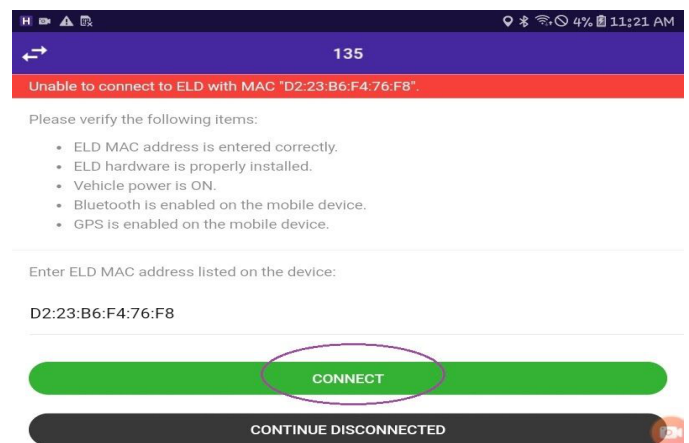 H 4% 11:21 AM
135
Unable to connect to ELD with MAC "D2:23:B6:F4:76:F8".
Please verify the following items:
• ELD MAC address is entered correctly.
• ELD hardware is properly installed.
• Vehicle power is ON.
• Bluetooth is enabled on the mobile device.
• GPS is enabled on the mobile device.
Enter ELD MAC address listed on the device:
D2:23:B6:F4:76:F8
CONNECT
CONTINUE DISCONNECTED